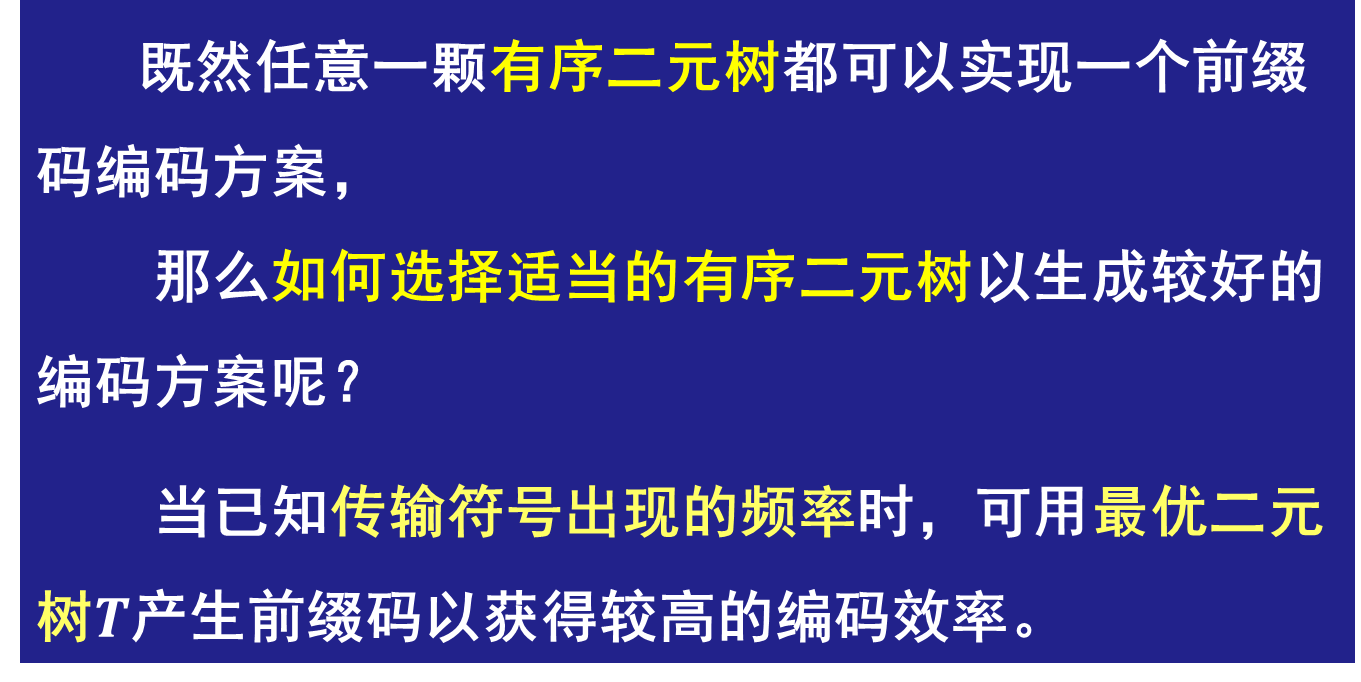 既然任意一颗有序二元树都可以实现一个前缀
码编码方案，
那么如何选择适当的有序二元树以生成较好的
编码方案呢？
当已知传输符号出现的频率时，可用最优二元
树T产生前缀码以获得较高的编码效率。